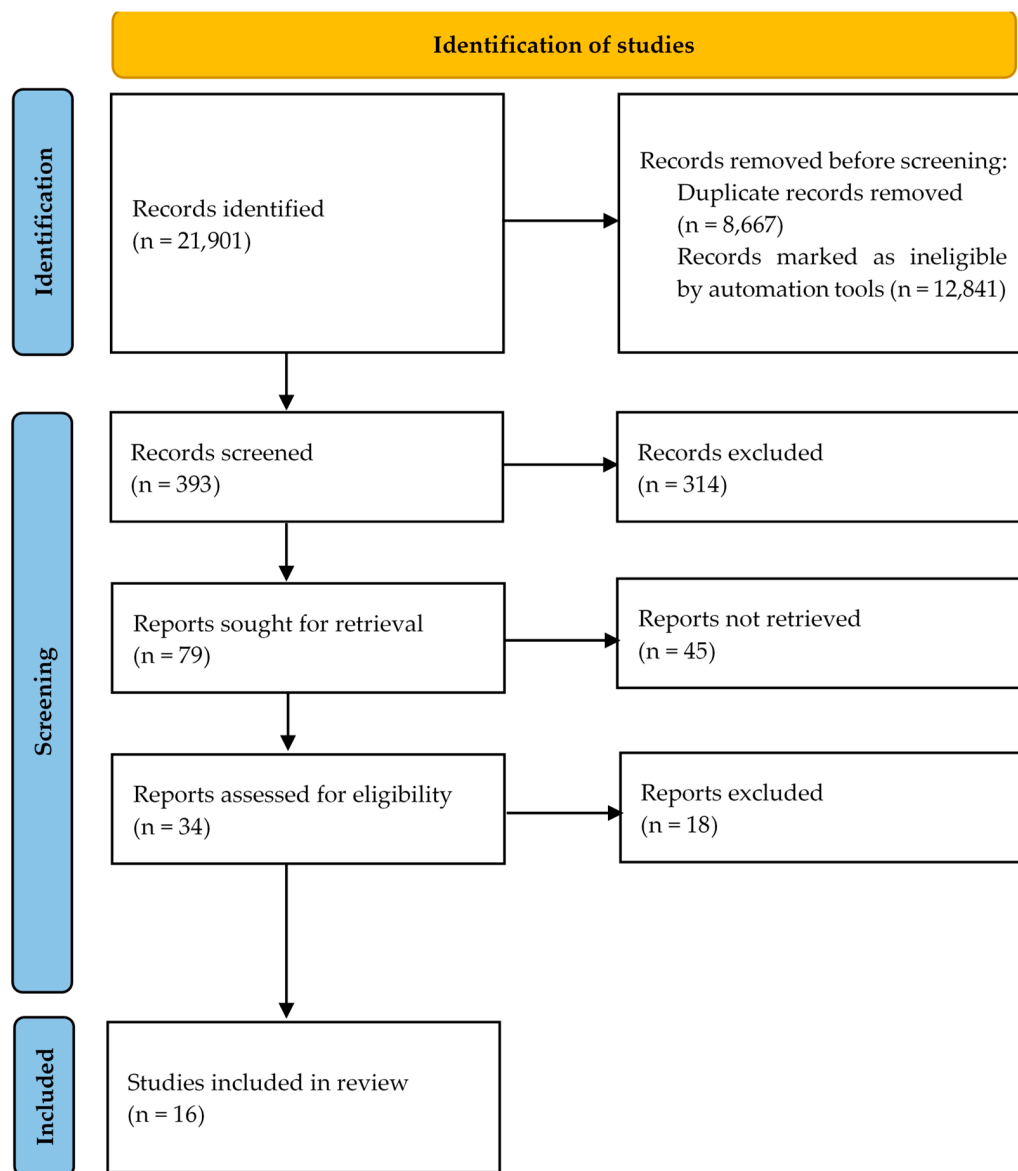 Identification of studies
Identification
Records identified
(n = 21,901)
Records removed before screening:
Duplicate records removed
(n = 8,667)
Records marked as ineligible
by automation tools (n = 12,841)
Screening
Records screened
(n = 393)
Records excluded
(n = 314)
Reports sought for retrieval
(n = 79)
Reports not retrieved
(n = 45)
Reports assessed for eligibility
(n = 34)
Reports excluded
(n = 18)
Included
Studies included in review
(n = 16)